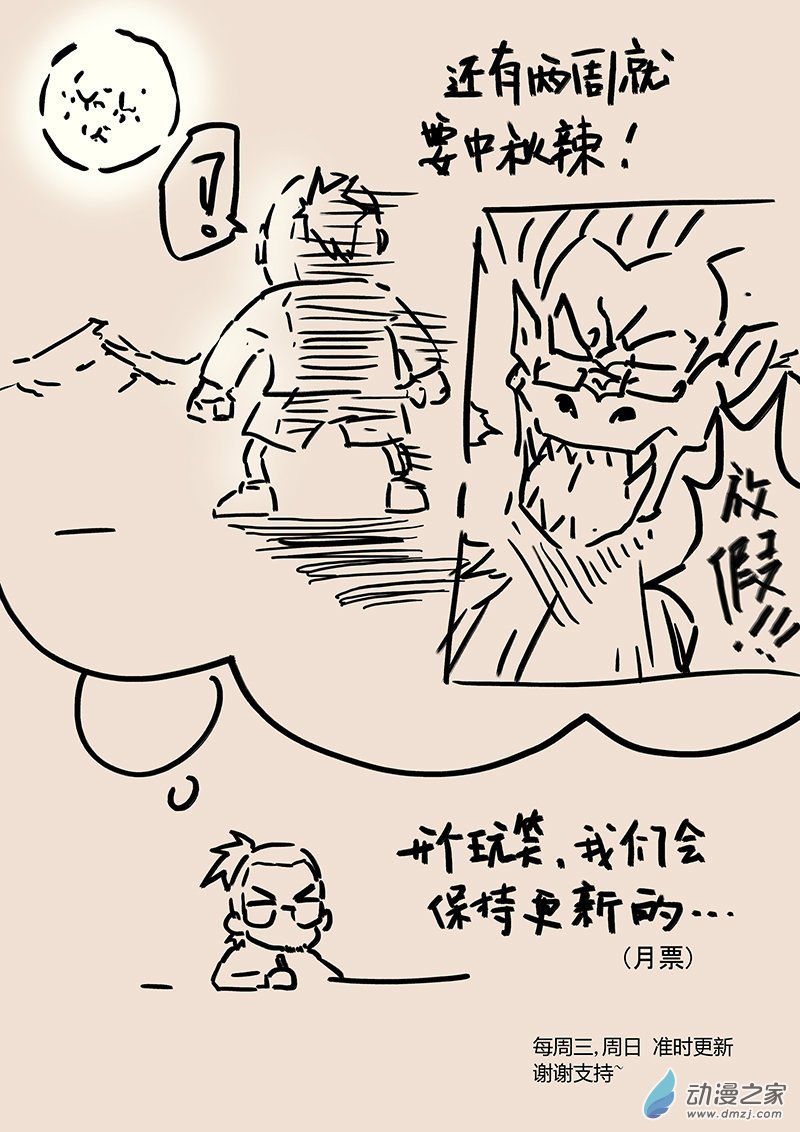 还有两周就
要中秋辣！
！
放
假!!!
开个玩笑、我们会
保持更新的…
（月票）
每周三,周日 准时更新
谢谢支持~
动漫之家
www.dmzj.com